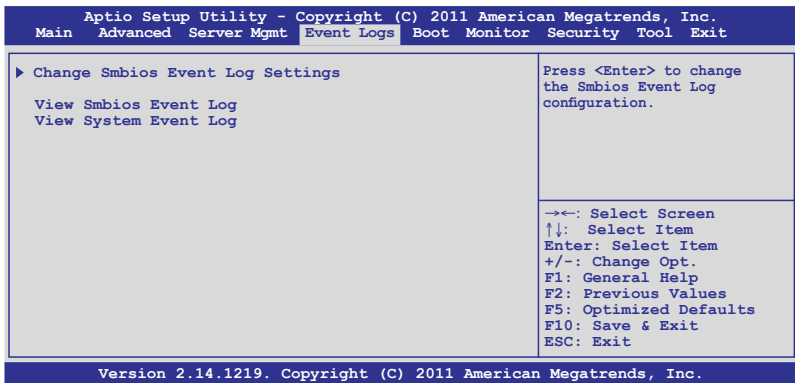 Aptio Setup Utility - Copyright (C) 2011 American Megatrends, Inc.
Main Advanced Server Mgmt Event Logs Boot Monitor Security Tool Exit
Change Smbios Event Log Settings
View Smbios Event Log
View System Event Log
Press <Enter> to change
the Smbios Event Log
configuration.
→←: Select Screen
↑↓: Select Item
Enter: Select Item
+/-: Change Opt.
F1: General Help
F2: Previous Values
F5: Optimized Defaults
F10: Save & Exit
ESC: Exit
Version 2.14.1219. Copyright (C) 2011 American Megatrends, Inc.